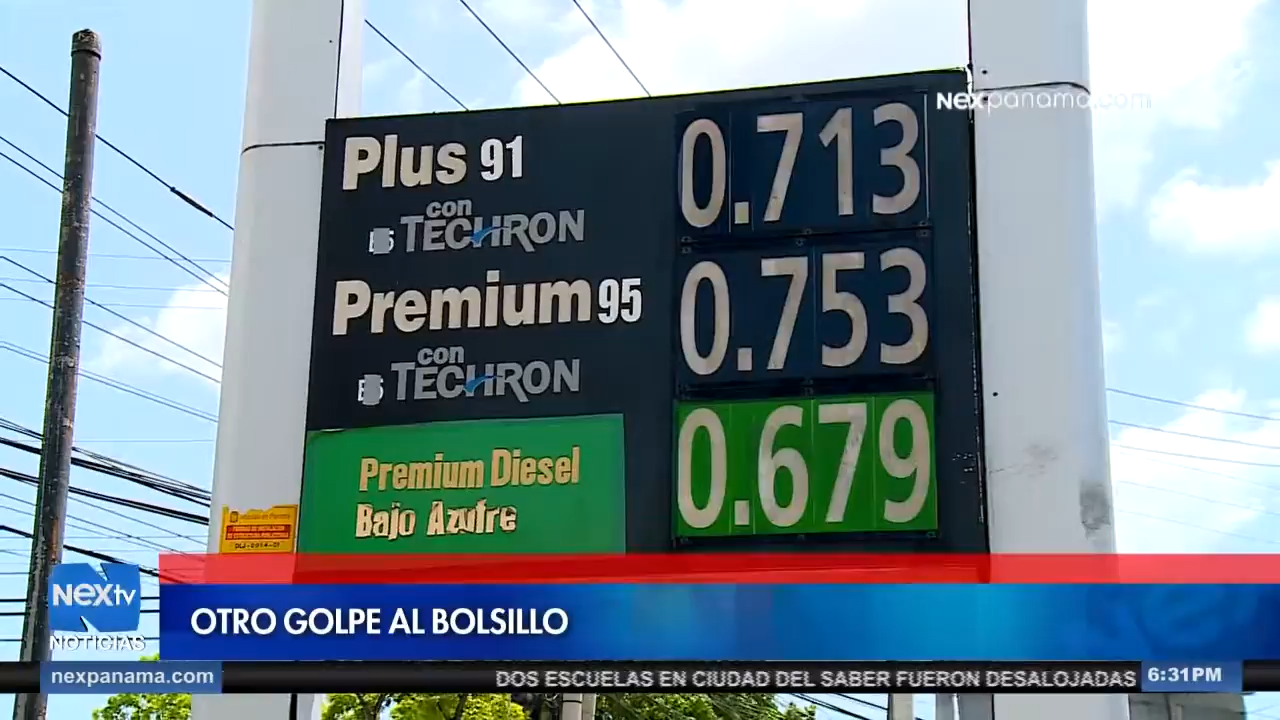 NEXpanama.com
Plus 91
0.713
con
TECHRON
Premium 95
0.753
con
TECHRON
Premium Diesel
Bajo Azufre
0.679
NEXtv
NOTICIAS
OTRO GOLPE AL BOLSILLO
nexpanama.com
DOS ESCUELAS EN CIUDAD DEL SABER FUERON DESALOJADAS
6:31PM